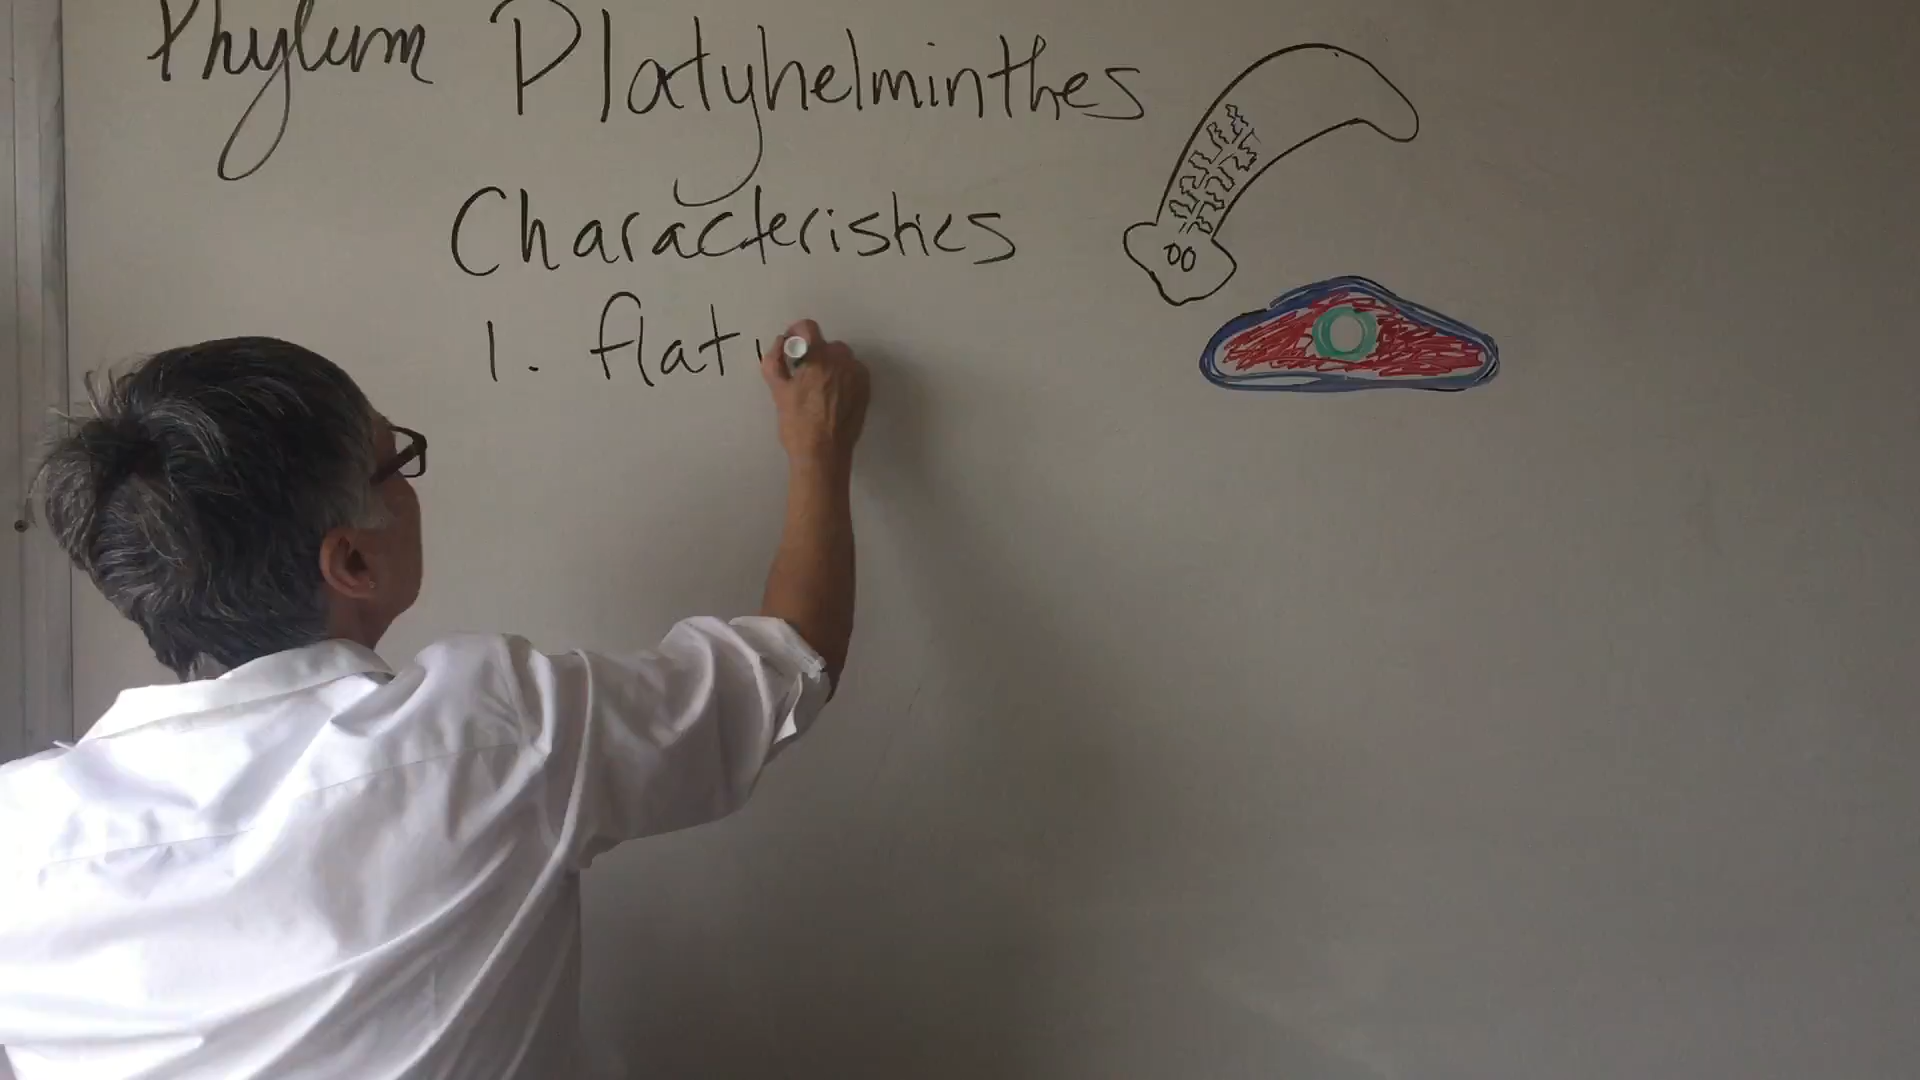 Phylum Platyhelminthes
Characteristics
1. flat